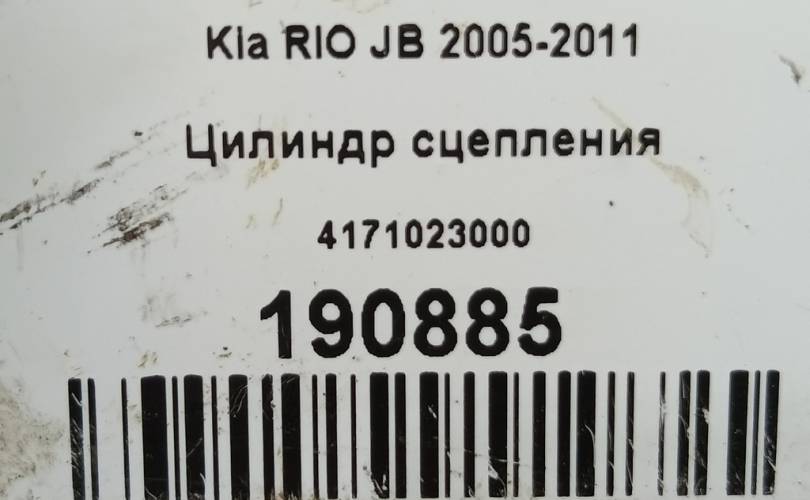 Kia RIO JB 2005-2011
Цилиндр сцепления
4171023000
190885